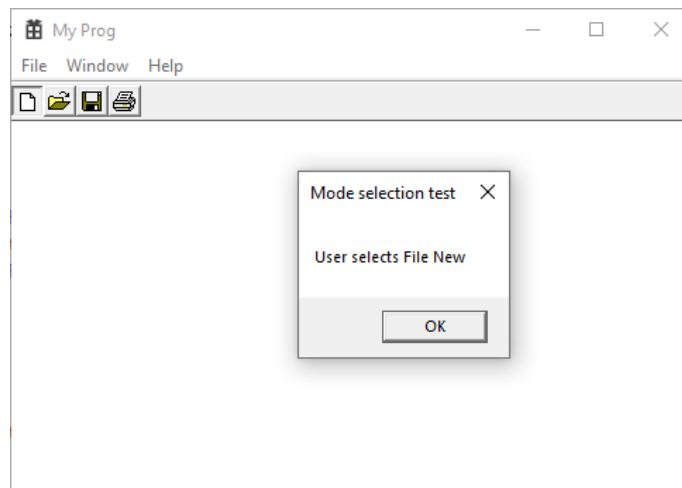 My Prog
File Window Help
Mode selection test
User selects File New
OK